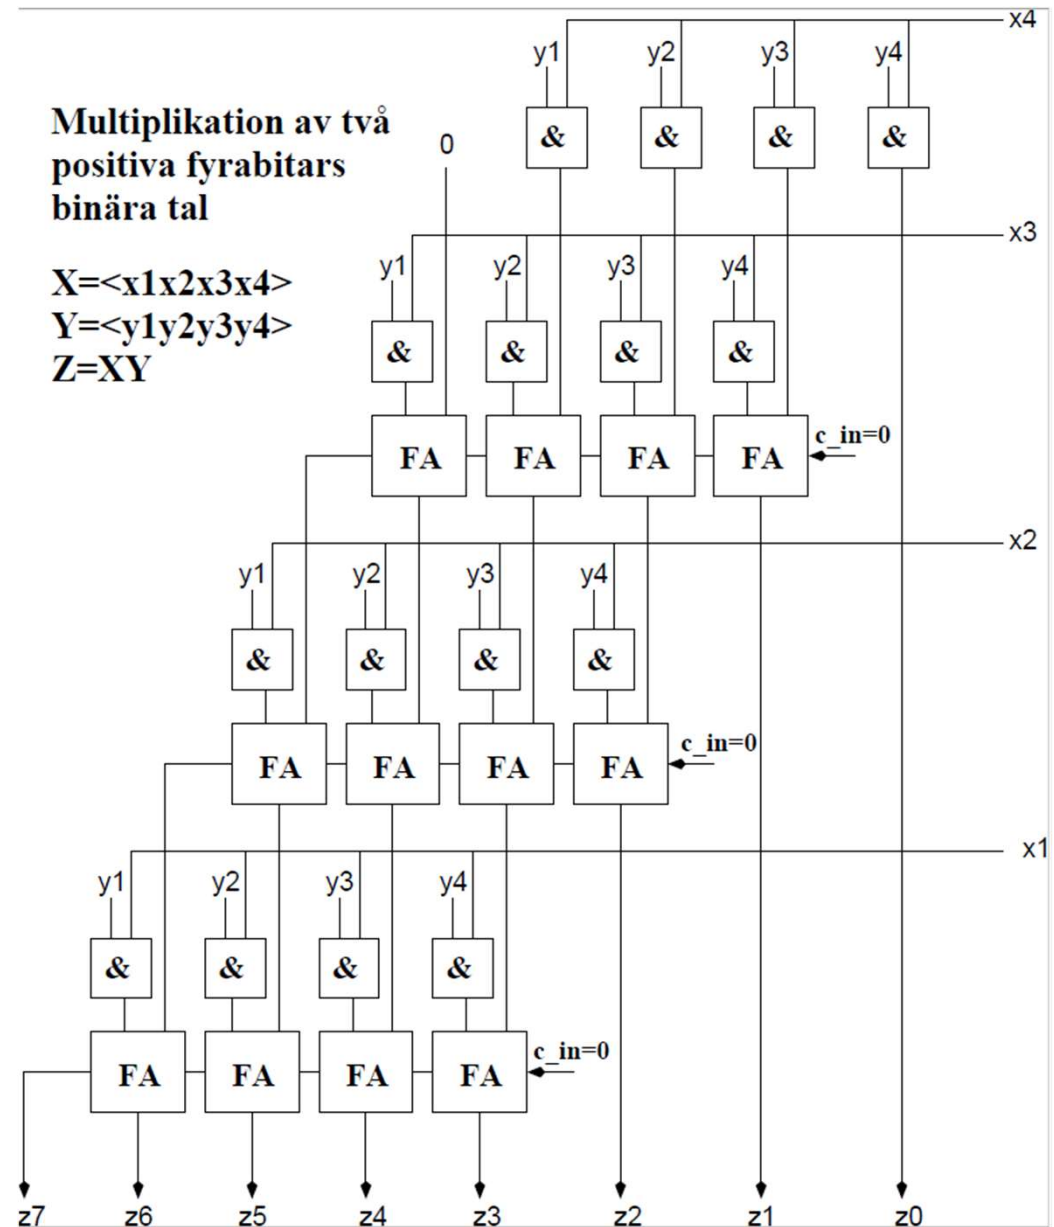 x4
y1 y2 y3 y4
Multiplikation av två
positiva fyrabitars
binära tal
0
& & & &
x3
y1 y2 y3 y4
X=<x1x2x3x4>
Y=<y1y2y3y4>
Z=XY
& & & &
c_in=0
FA FA FA FA
x2
y1 y2 y3 y4
& & & &
c_in=0
FA FA FA FA
x1
y1 y2 y3 y4
& & & &
c_in=0
FA FA FA FA
z7 z6 z5 z4 z3 z2 z1 z0